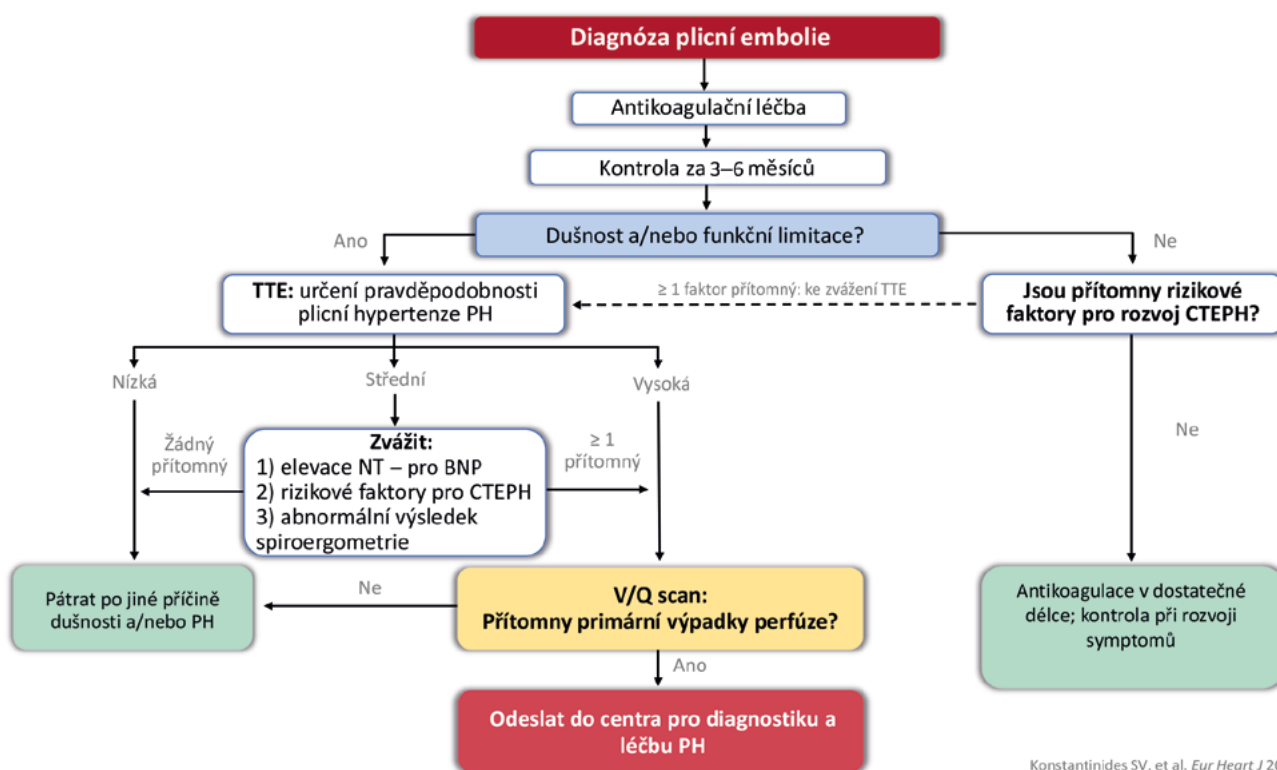 Diagnóza plicní embolie
Antikoagulační léčba
Kontrola za 3–6 měsíců
Dušnost a/nebo funkční limitace?
Ano
Ne
TTE: určení pravděpodobnosti
plicní hypertenze PH
≥ 1 faktor přítomný: ke zvážení TTE
Jsou přítomny rizikové
faktory pro rozvoj CTEPH?
Nízká
Střední
Vysoká
Žádný
přítomný
Zvážit:
1) elevace NT – pro BNP
2) rizikové faktory pro CTEPH
3) abnormální výsledek
spiroergometrie
≥ 1
přítomný
Ne
Pátrat po jiné příčině
dušnosti a/nebo PH
Ne
V/Q scan:
Přítomny primární výpadky perfúze?
Antikoagulace v dostatečné
délce; kontrola při rozvoji
symptomů
Ano
Odeslat do centra pro diagnostiku a
léčbu PH
Konstantinides SV, et al. Eur Heart J 20